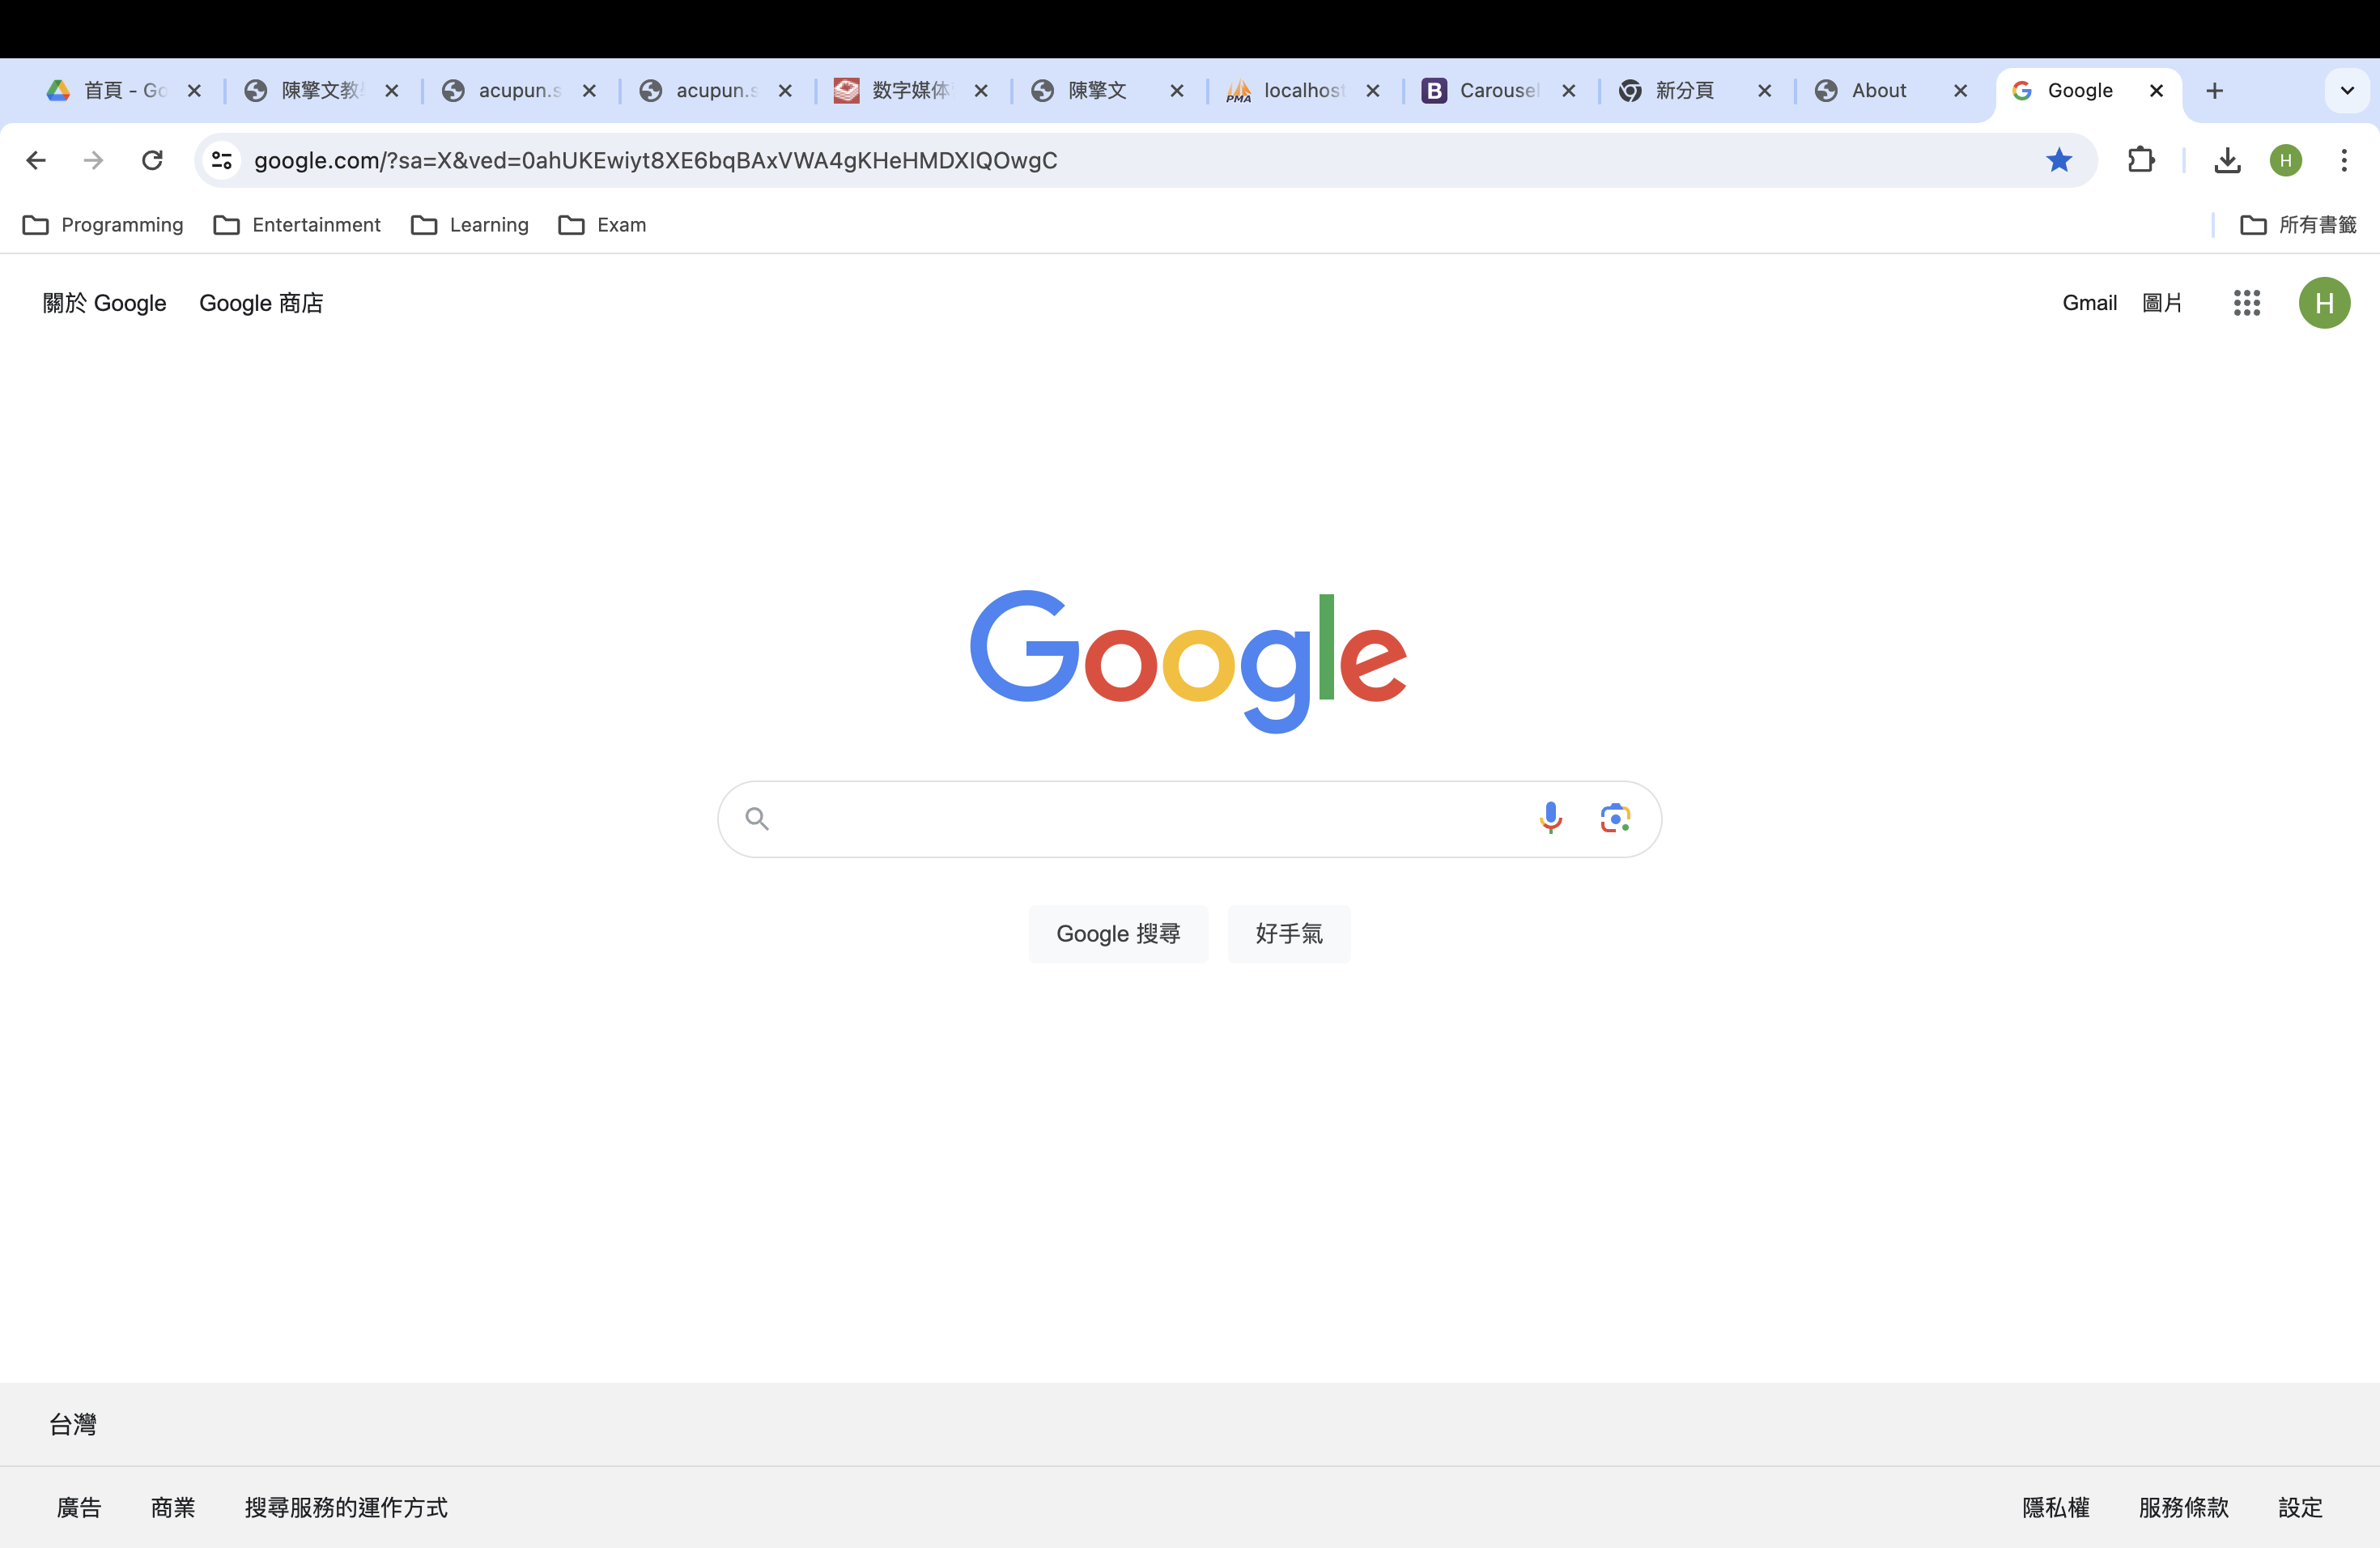 首頁 - Go
陳擎文教
acupun.s
acupun.s
数字媒体
陳擎文
PMA localhost
B Carousel
新分頁
About
Google
google.com/?sa=X&ved=0ahUKEwiyt8XE6bqBAxVWA4gKHeHMDXIQOwgC
H
Programming Entertainment Learning Exam 所有書籤
關於 Google Google 商店 Gmail 圖片 H
Google
Google 搜尋 好手氣
台灣
廣告 商業 搜尋服務的運作方式 隱私權 服務條款 設定